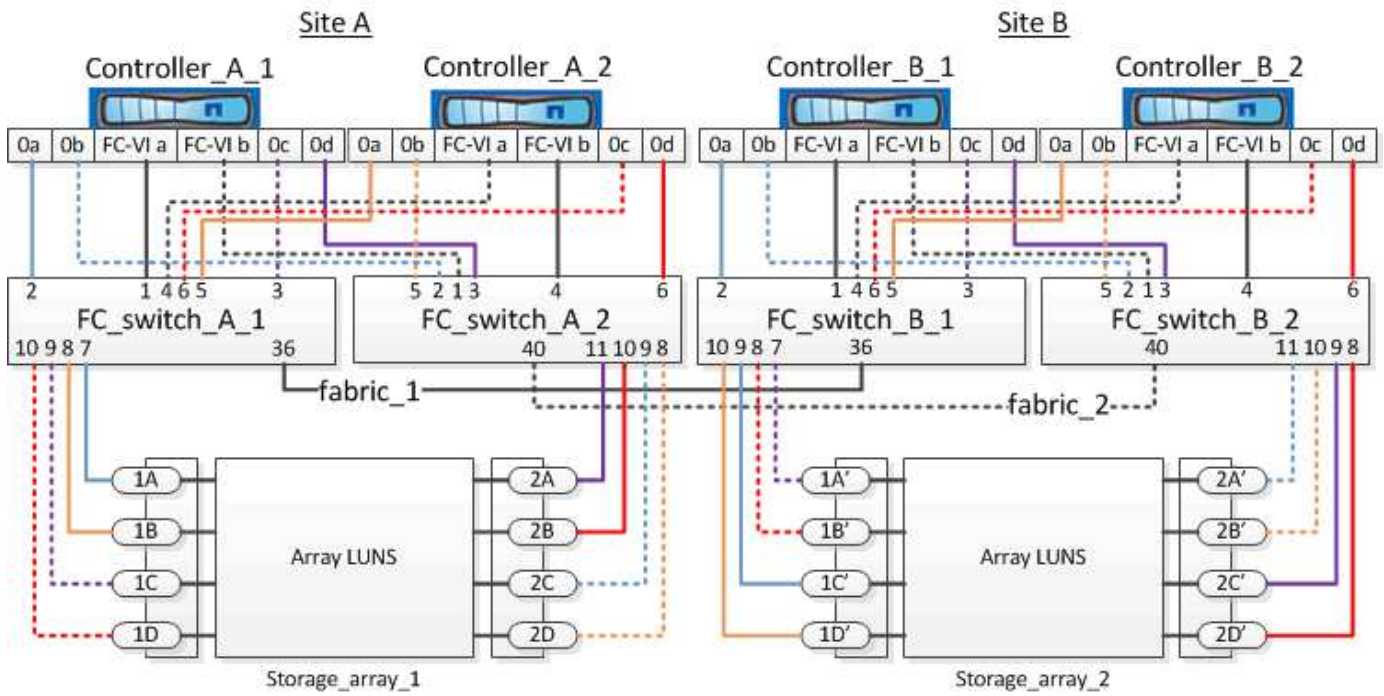 Site A Site B
Controller_A_1 Controller_A_2 Controller_B_1 Controller_B_2
0a 0b FC-VI a FC-VI b 0c 0d 0a 0b FC-VI a FC-VI b 0c 0d 0a 0b FC-VI a FC-VI b 0c 0d 0a 0b FC-VI a FC-VI b 0c 0d
2 1 4 6 5 3 5 2 1 3 4 6 2 1 4 6 5 3 5 2 1 3 4 6
FC_switch_A_1 FC_switch_A_2 FC_switch_B_1 FC_switch_B_2
10 9 8 7 36 40 11 10 9 8 10 9 8 7 36 40 11 10 9 8
fabric_1 fabric_2
1A 2A 1A’ 2A’
1B 2B 1B’ 2B’
Array LUNS Array LUNS
1C 2C 1C’ 2C’
1D 2D 1D’ 2D’
Storage_array_1 Storage_array_2